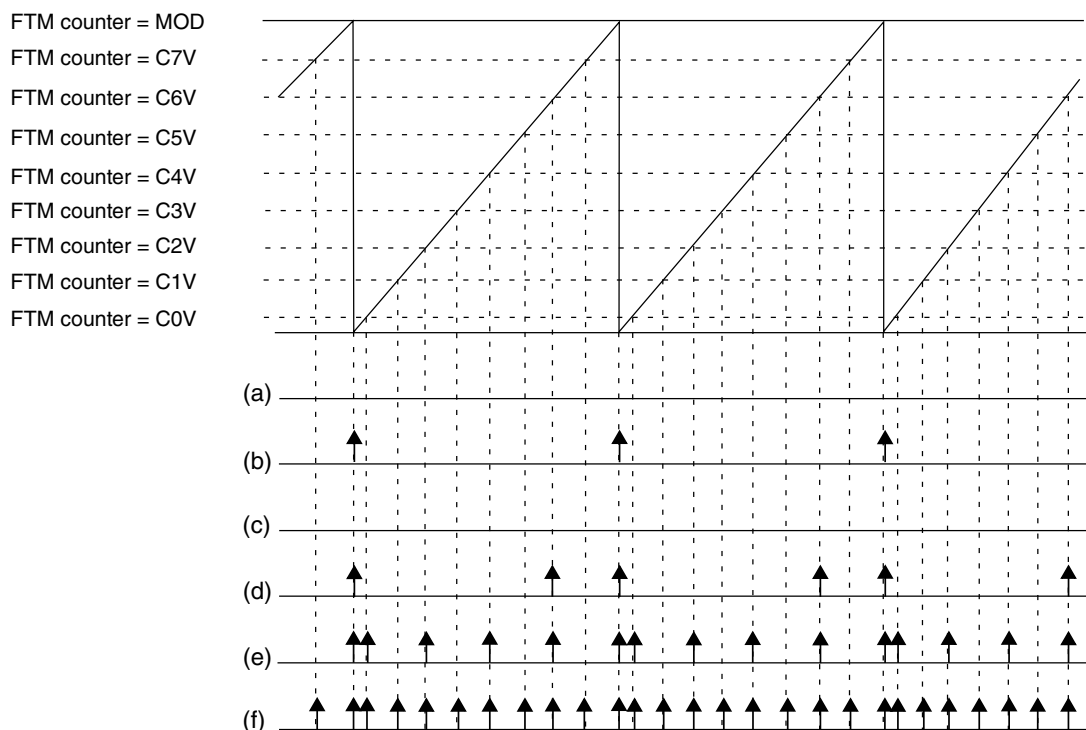 FTM counter = MOD
FTM counter = C7V
FTM counter = C6V
FTM counter = C5V
FTM counter = C4V
FTM counter = C3V
FTM counter = C2V
FTM counter = C1V
FTM counter = C0V
(a)
(b)
(c)
(d)
(e)
(f)